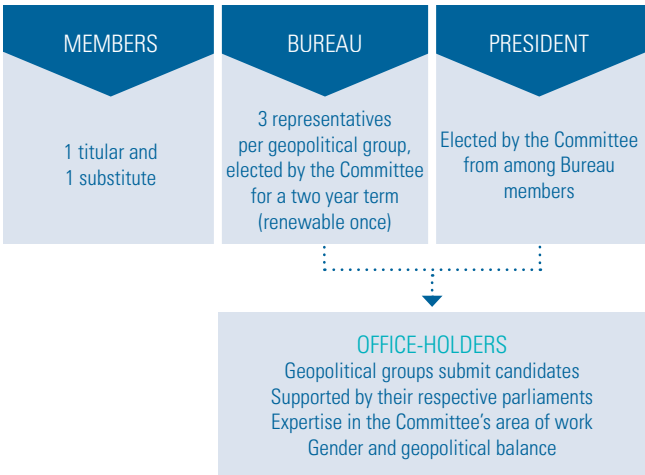 MEMBERS
1 titular and
1 substitute
BUREAU
3 representatives
per geopolitical group,
elected by the Committee
for a two year term
(renewable once)
PRESIDENT
Elected by the Committee
from among Bureau
members
OFFICE-HOLDERS
Geopolitical groups submit candidates
Supported by their respective parliaments
Expertise in the Committee's area of work
Gender and geopolitical balance